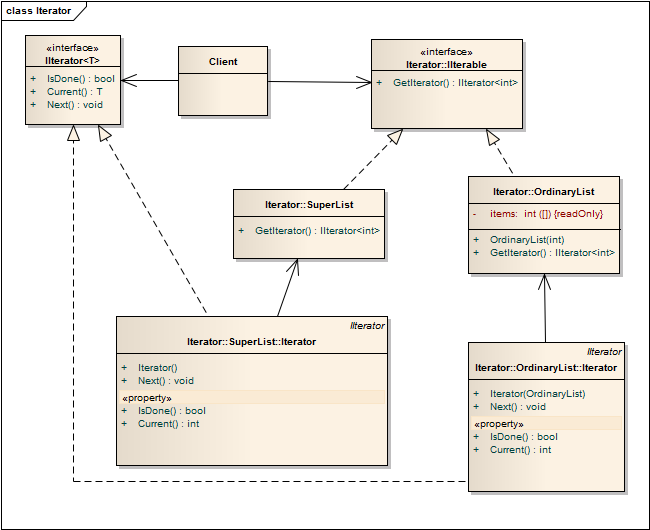 class Iterator
«interface»
IIterator<T>
+ IsDone() : bool
+ Current() : T
+ Next() : void
Client
«interface»
Iterator::IIterable
+ GetIterator() : IIterator<int>
Iterator::SuperList
+ GetIterator() : IIterator<int>
Iterator::OrdinaryList
- items: int ([]) {readOnly}
+ OrdinaryList(int)
+ GetIterator() : IIterator<int>
IIterator
Iterator::SuperList::Iterator
+ Iterator()
+ Next() : void
«property»
+ IsDone() : bool
+ Current() : int
IIterator
Iterator::OrdinaryList::Iterator
+ Iterator(OrdinaryList)
+ Next() : void
«property»
+ IsDone() : bool
+ Current() : int